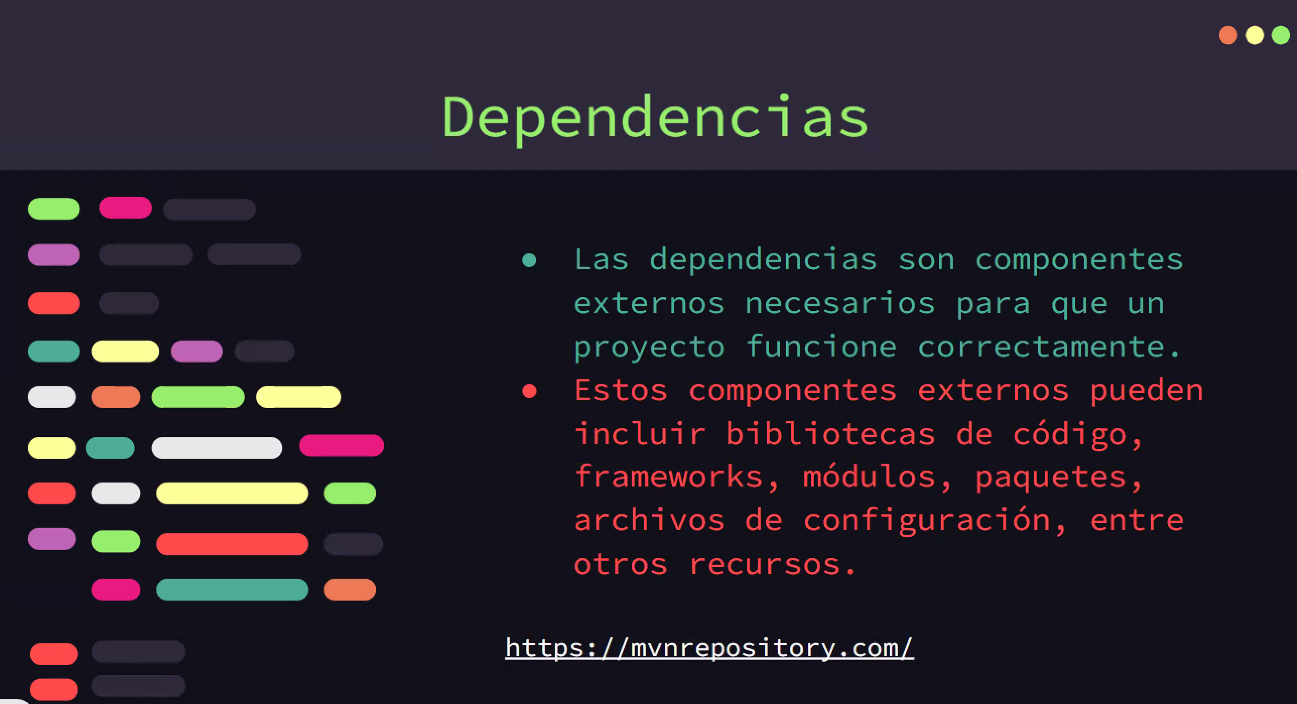 Dependencias
● Las dependencias son componentes
externos necesarios para que un
proyecto funcione correctamente.
● Estos componentes externos pueden
incluir bibliotecas de código,
frameworks, módulos, paquetes,
archivos de configuración, entre
otros recursos.
https://mvnrepository.com/